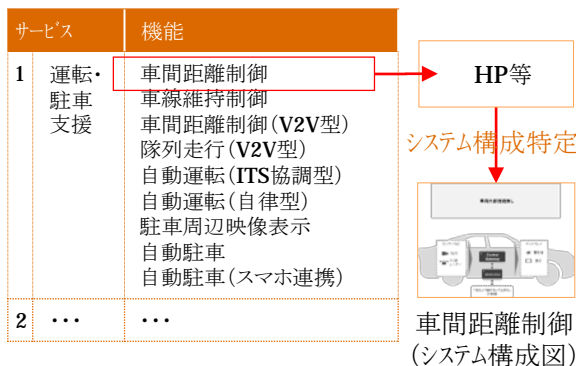 サービス 機能
1 運転・駐車支援 車間距離制御
車線維持制御
車間距離制御(V2V型)
隊列走行(V2V型)
自動運転(ITS協調型)
自動運転(自律型)
駐車周辺映像表示
自動駐車
自動駐車(スマホ連携)
2 ・・・ ・・・
HP等
システム構成特定
車間距離制御
(システム構成図)